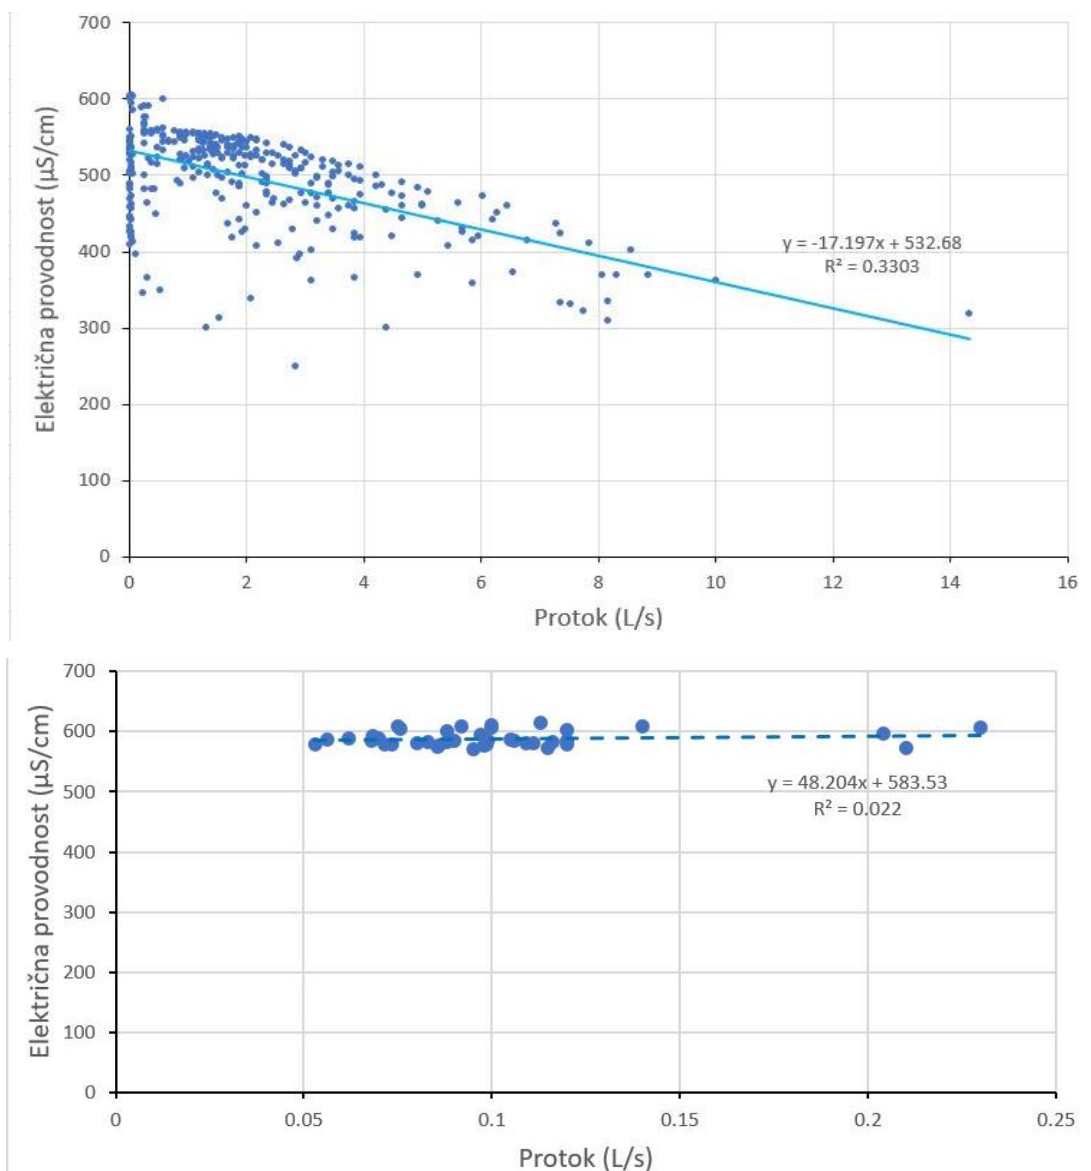 700
600
500
400
300
200
100
0
Električna provodnost (µS/cm)
y = -17.197x + 532.68
R² = 0.3303
0 2 4 6 8 10 12 14 16
Protok (L/s)
700
600
500
400
300
200
100
0
Električna provodnost (µS/cm)
y = 48.204x + 583.53
R² = 0.022
0 0.05 0.1 0.15 0.2 0.25
Protok (L/s)